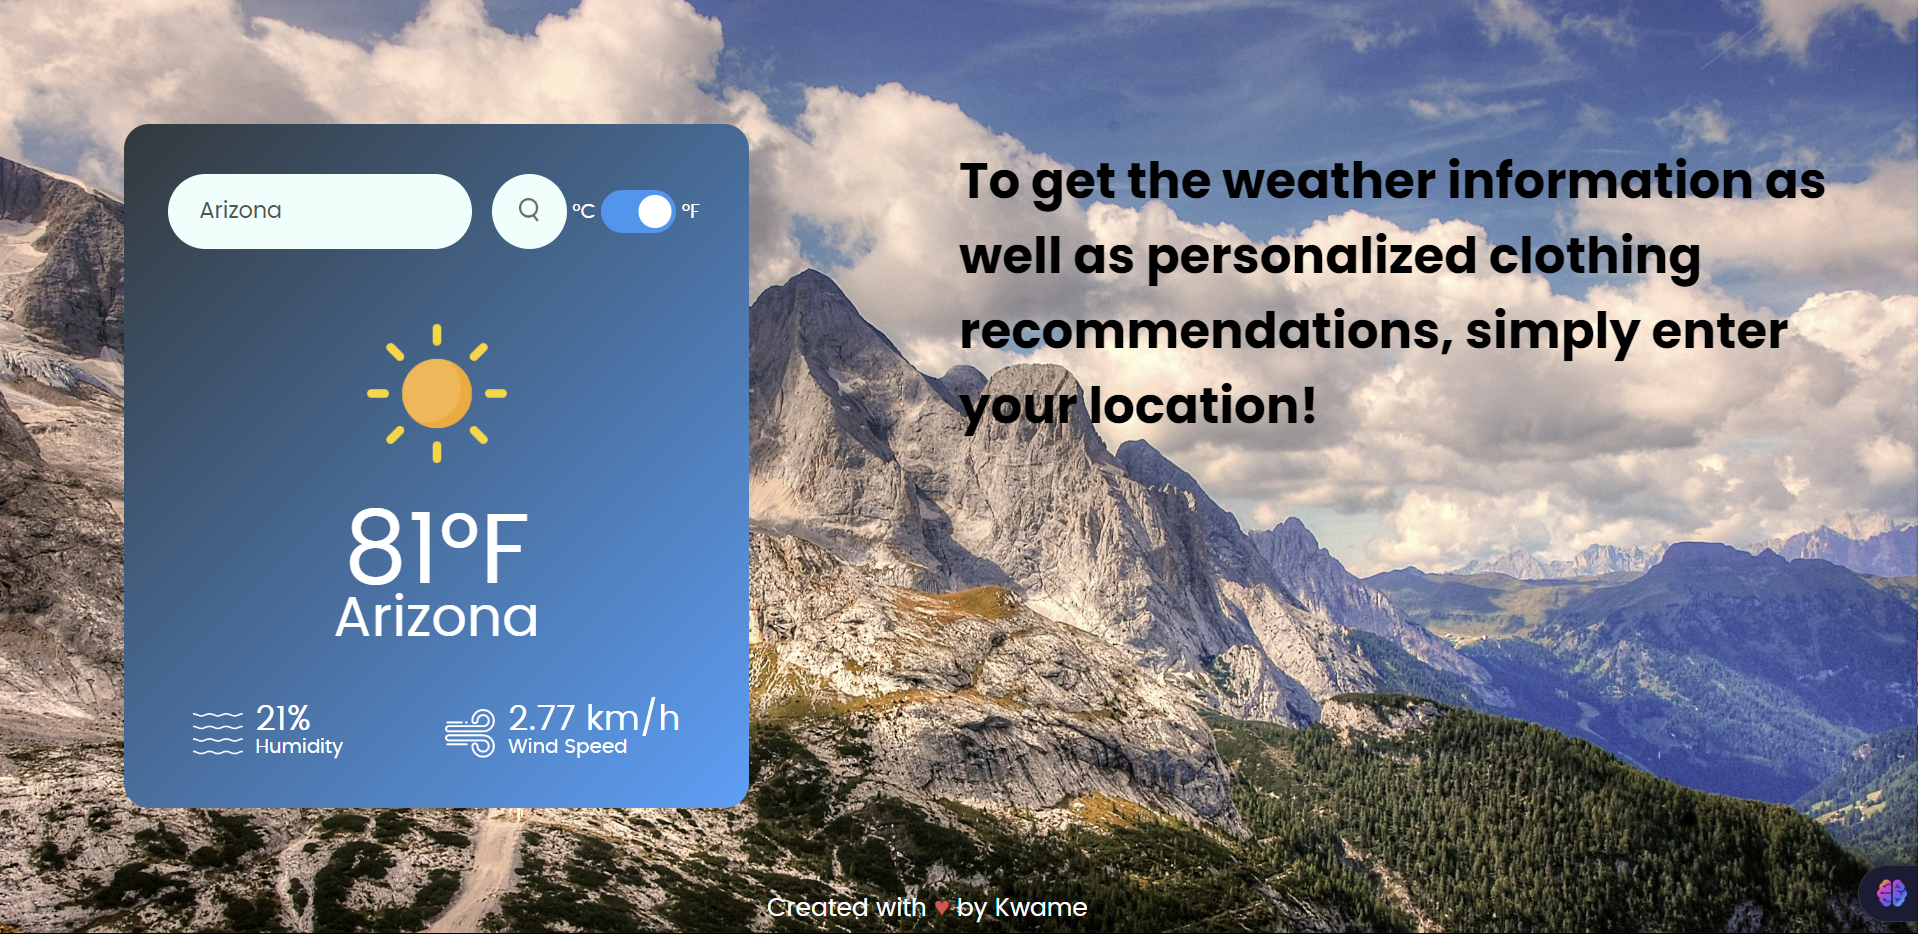 Arizona
°C
°F
To get the weather information as
well as personalized clothing
recommendations, simply enter
your location!
81°F
Arizona
21%
Humidity
2.77 km/h
Wind Speed
Created with ♥ by Kwame